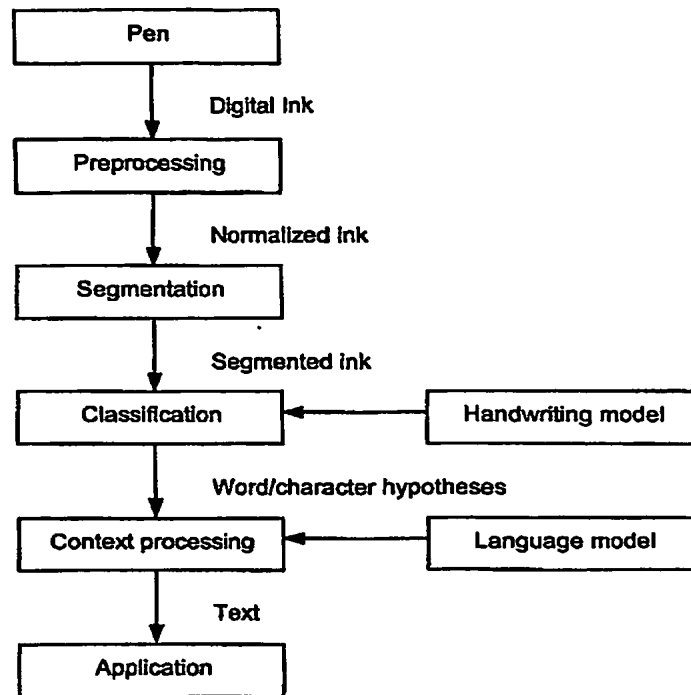 Pen
Digital Ink
Preprocessing
Normalized ink
Segmentation
Segmented ink
Classification
Handwriting model
Word/character hypotheses
Context processing
Language model
Text
Application